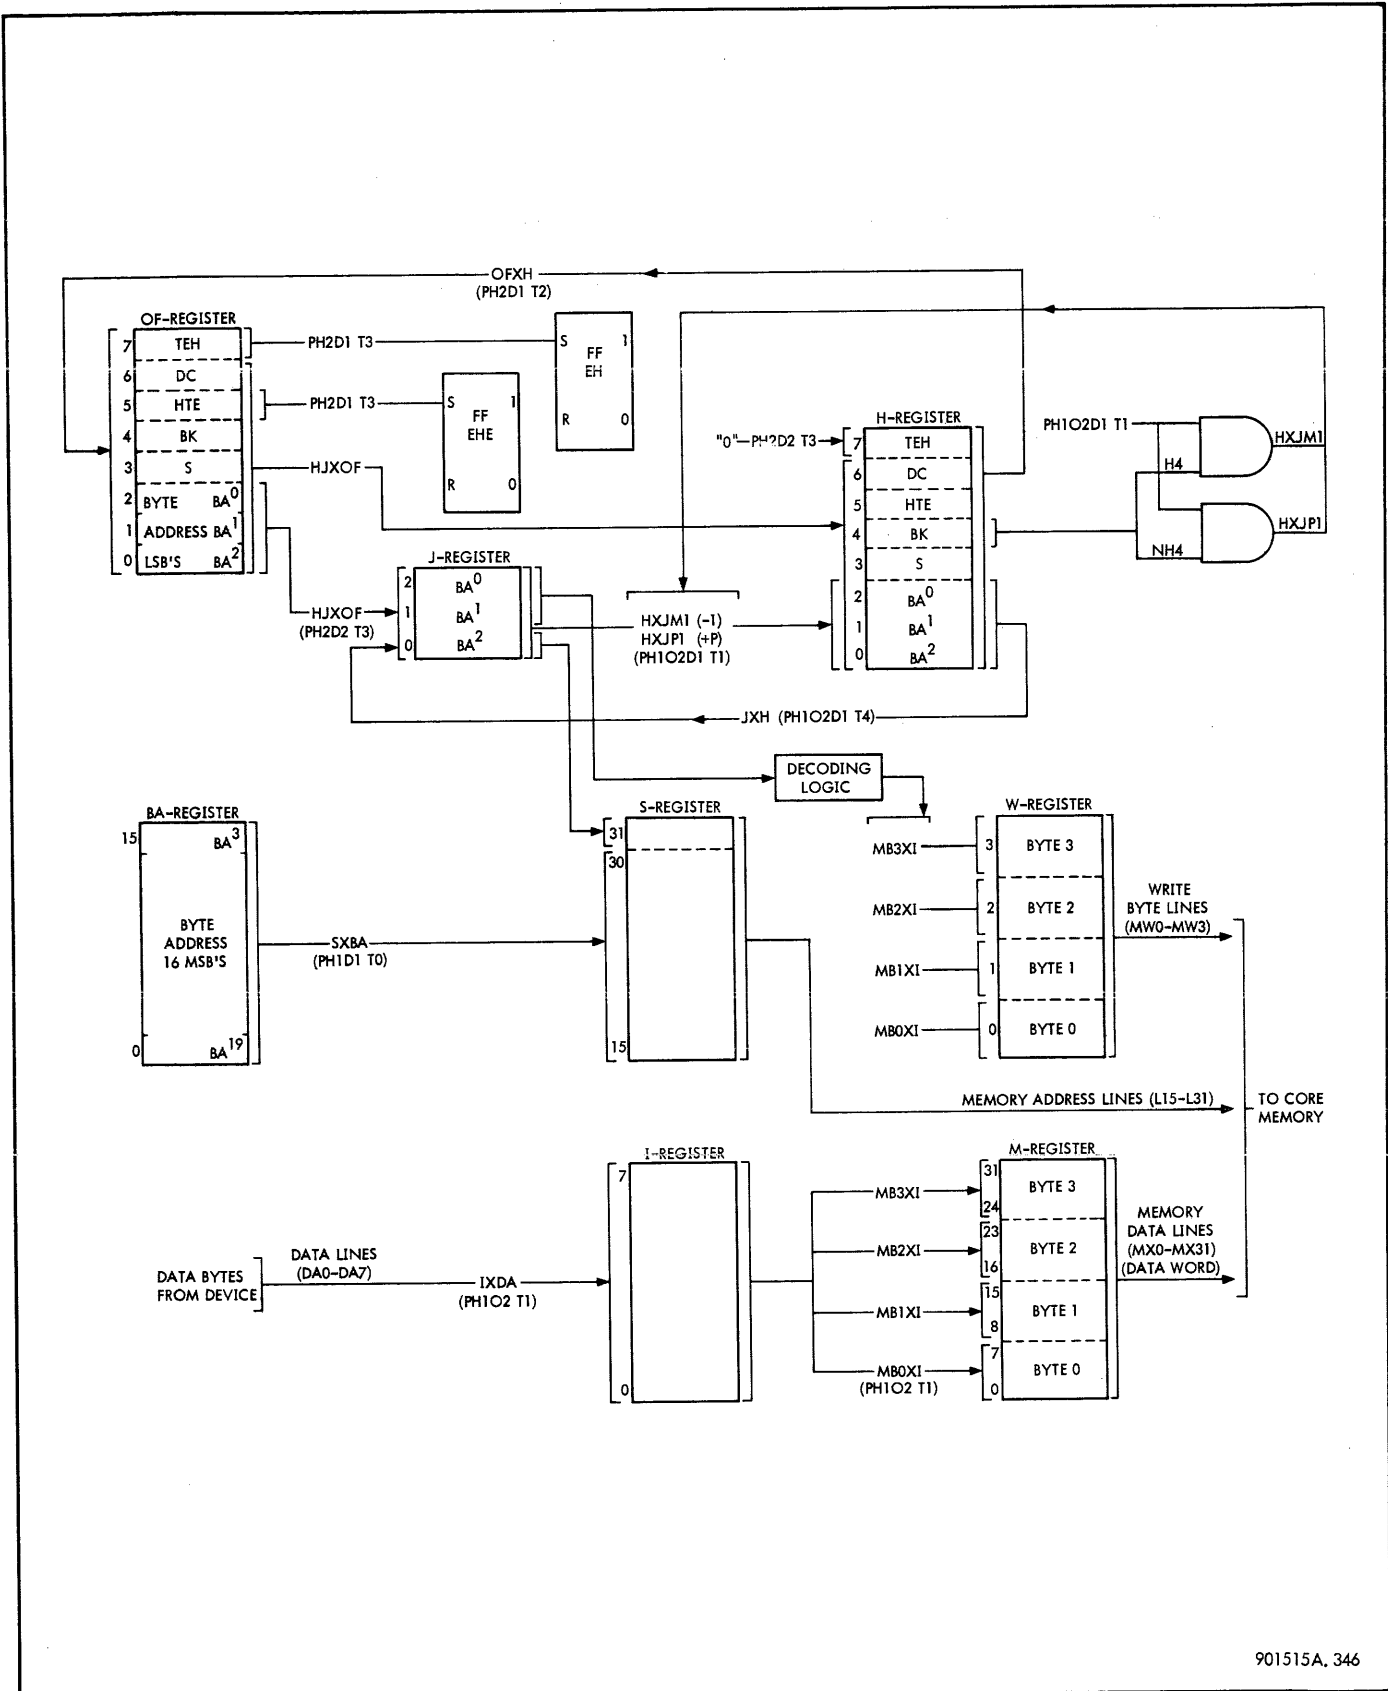 OFXH
(PH2D1 T2)
OF-REGISTER
7 TEH
6 DC
5 HTE
4 BK
3 S
2 BYTE BA0
1 ADDRESS BA1
0 LSB'S BA2
PH2D1 T3
PH2D1 T3
HJXOF
S 1
FF
EH
R 0
S 1
FF
EHE
R 0
H-REGISTER
"0" PH2D2 T3
7 TEH
6 DC
5 HTE
4 BK
3 S
2 BA0
1 BA1
0 BA2
PH1O2D1 T1
H4
HXJM1
NH4
HXJP1
J-REGISTER
2 BA0
1 BA1
0 BA2
HJXOF
(PH2D2 T3)
HXJM1 (-1)
HXJP1 (+P)
(PH1O2D1 T1)
JXH (PH1O2D1 T4)
DECODING
LOGIC
BA-REGISTER
15 BA3
BYTE
ADDRESS
16 MSB'S
0 BA19
SXBA
(PH1D1 T0)
S-REGISTER
31
30
15
W-REGISTER
MB3XI 3 BYTE 3
MB2XI 2 BYTE 2
MB1XI 1 BYTE 1
MB0XI 0 BYTE 0
WRITE
BYTE LINES
(MW0-MW3)
MEMORY ADDRESS LINES (L15-L31)
TO CORE
MEMORY
I-REGISTER
7
0
DATA BYTES
FROM DEVICE
DATA LINES
(DA0-DA7)
IXDA
(PH1O2 T1)
M-REGISTER
MB3XI 31 BYTE 3
24
MB2XI 23 BYTE 2
16
MB1XI 15 BYTE 1
8
MB0XI 7 BYTE 0
(PH1O2 T1) 0
MEMORY
DATA LINES
(MX0-MX31)
(DATA WORD)
901515A. 346